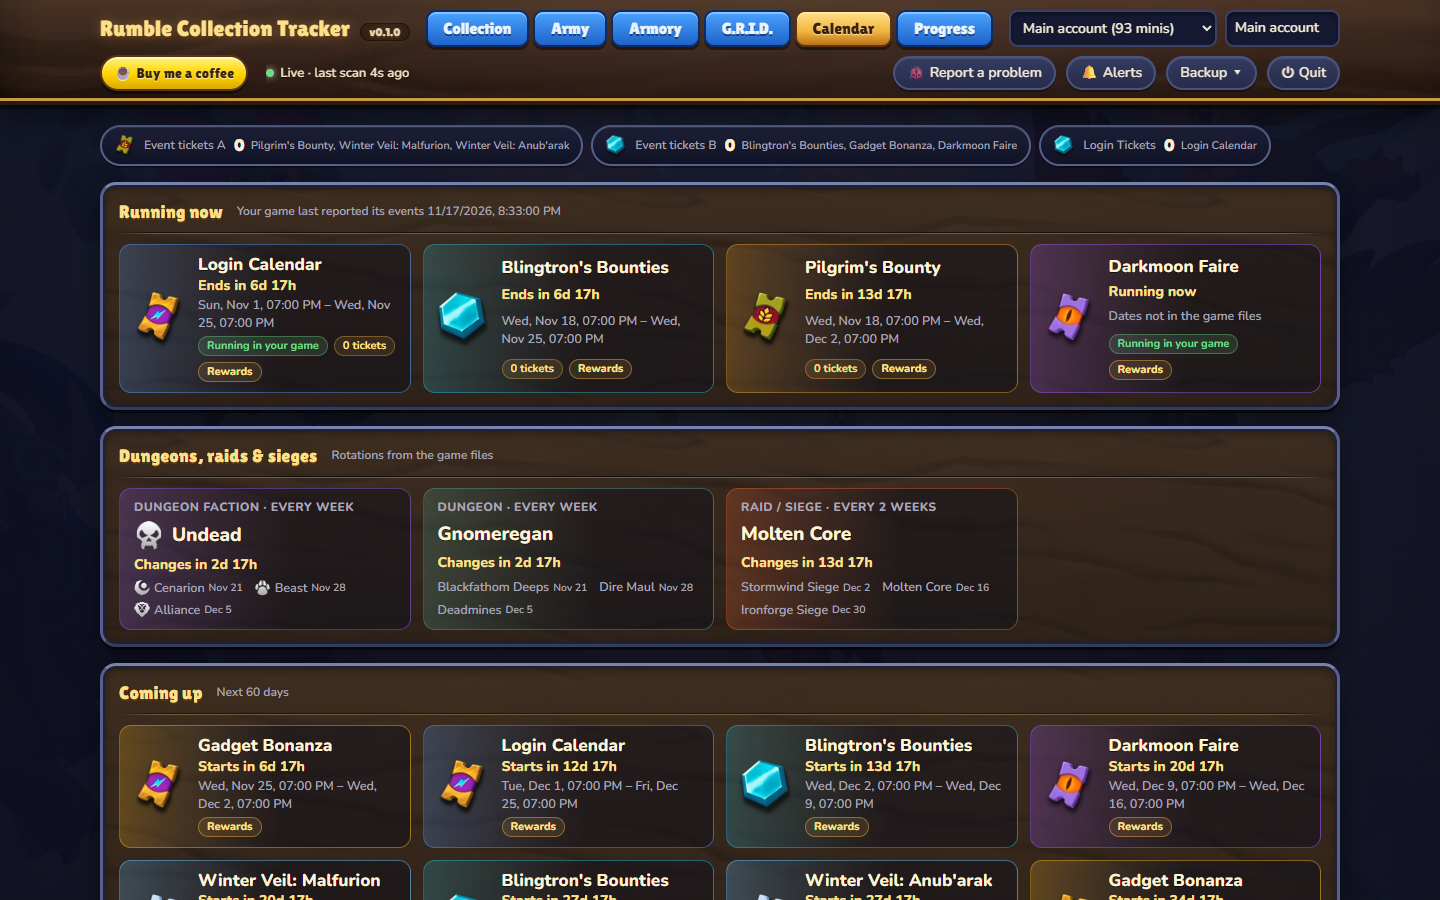 Rumble Collection Tracker v0.1.0 Collection Army Armory G.R.I.D. Calendar Progress Main account (93 minis) Main account
Buy me a coffee Live · last scan 4s ago Report a problem Alerts Backup Quit
Event tickets A 0 Pilgrim's Bounty, Winter Veil: Malfurion, Winter Veil: Anub'arak
Event tickets B 0 Blingtron's Bounties, Gadget Bonanza, Darkmoon Faire
Login Tickets 0 Login Calendar
Running now Your game last reported its events 11/17/2026, 8:33:00 PM
Login Calendar
Ends in 6d 17h
Sun, Nov 1, 07:00 PM – Wed, Nov
25, 07:00 PM
Running in your game 0 tickets
Rewards
Blingtron's Bounties
Ends in 6d 17h
Wed, Nov 18, 07:00 PM – Wed,
Nov 25, 07:00 PM
0 tickets Rewards
Pilgrim's Bounty
Ends in 13d 17h
Wed, Nov 18, 07:00 PM – Wed,
Dec 2, 07:00 PM
0 tickets Rewards
Darkmoon Faire
Running now
Dates not in the game files
Running in your game
Rewards
Dungeons, raids & sieges Rotations from the game files
DUNGEON FACTION · EVERY WEEK
Undead
Changes in 2d 17h
Cenarion Nov 21 Beast Nov 28
Alliance Dec 5
DUNGEON · EVERY WEEK
Gnomeregan
Changes in 2d 17h
Blackfathom Deeps Nov 21 Dire Maul Nov 28
Deadmines Dec 5
RAID / SIEGE · EVERY 2 WEEKS
Molten Core
Changes in 13d 17h
Stormwind Siege Dec 2 Molten Core Dec 16
Ironforge Siege Dec 30
Coming up Next 60 days
Gadget Bonanza
Starts in 6d 17h
Wed, Nov 25, 07:00 PM – Wed,
Dec 2, 07:00 PM
Rewards
Login Calendar
Starts in 12d 17h
Tue, Dec 1, 07:00 PM – Fri, Dec
25, 07:00 PM
Rewards
Blingtron's Bounties
Starts in 13d 17h
Wed, Dec 2, 07:00 PM – Wed, Dec
9, 07:00 PM
Rewards
Darkmoon Faire
Starts in 20d 17h
Wed, Dec 9, 07:00 PM – Wed, Dec
16, 07:00 PM
Rewards
Winter Veil: Malfurion
Starts in 20d 17h
Blingtron's Bounties
Starts in 27d 17h
Winter Veil: Anub'arak
Starts in 27d 17h
Gadget Bonanza
Starts in 34d 17h